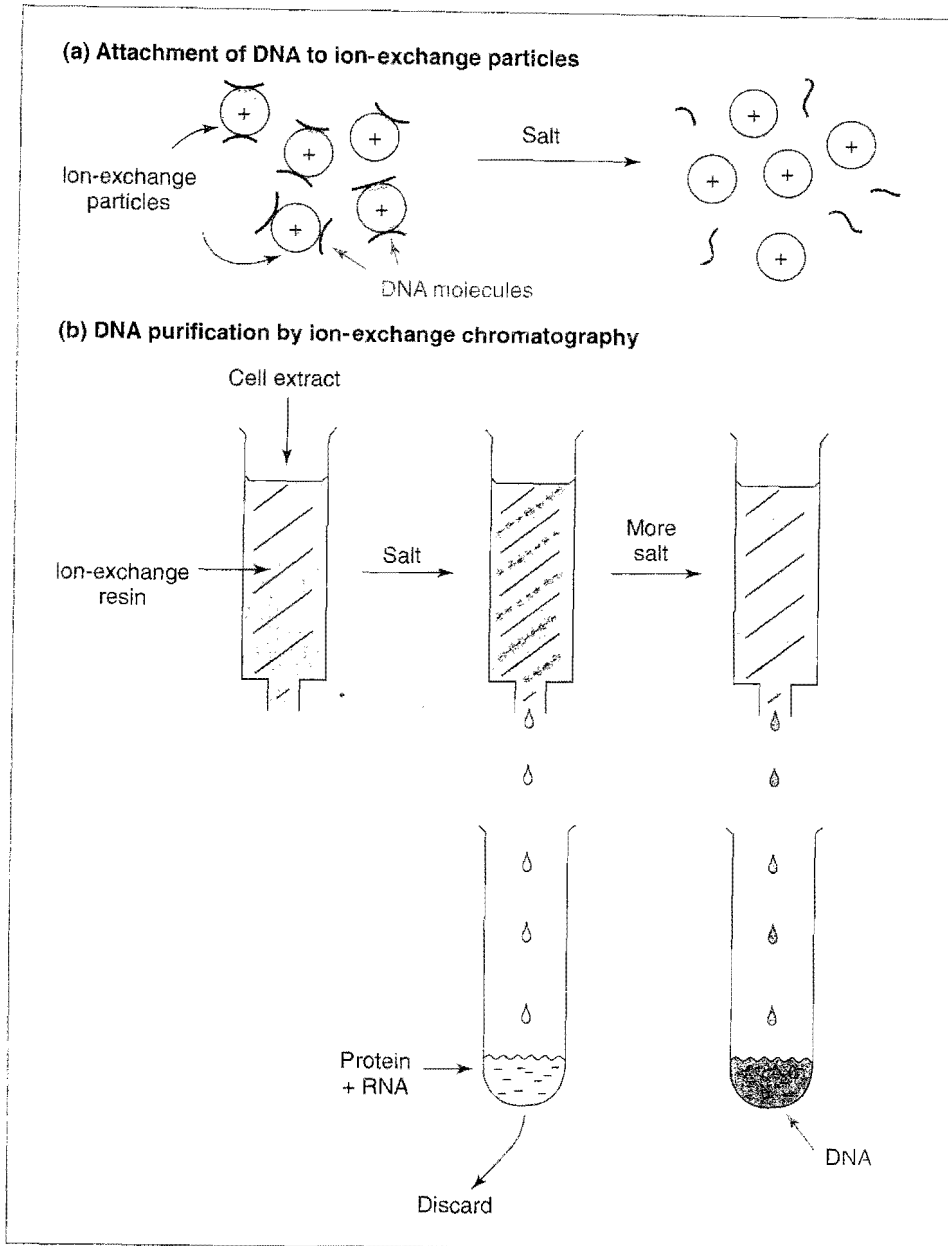 (a) Attachment of DNA to ion-exchange particles
+
+
+
+
+
Ion-exchange
particles
DNA molecules
Salt
+
+
+
+
+
(b) DNA purification by ion-exchange chromatography
Cell extract
Ion-exchange
resin
Salt
More
salt
Protein
+ RNA
Discard
DNA